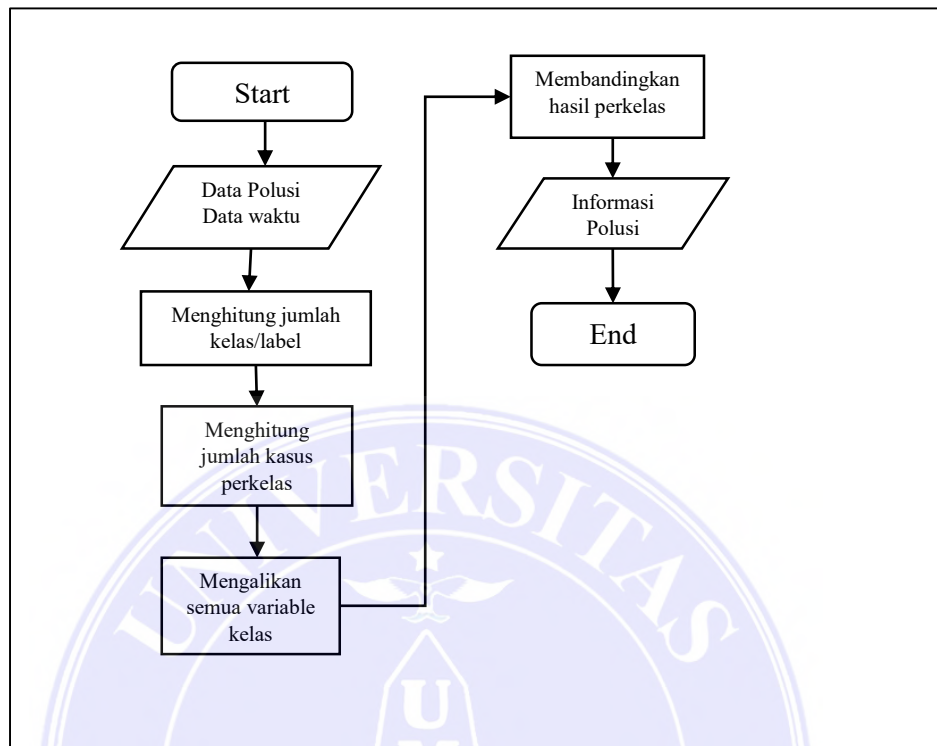 Start
Data Polusi
Data waktu
Menghitung jumlah
kelas/label
Menghitung
jumlah kasus
perkelas
Mengalikan
semua variable
kelas
Membandingkan
hasil perkelas
Informasi
Polusi
End
UNIVERSITAS
U